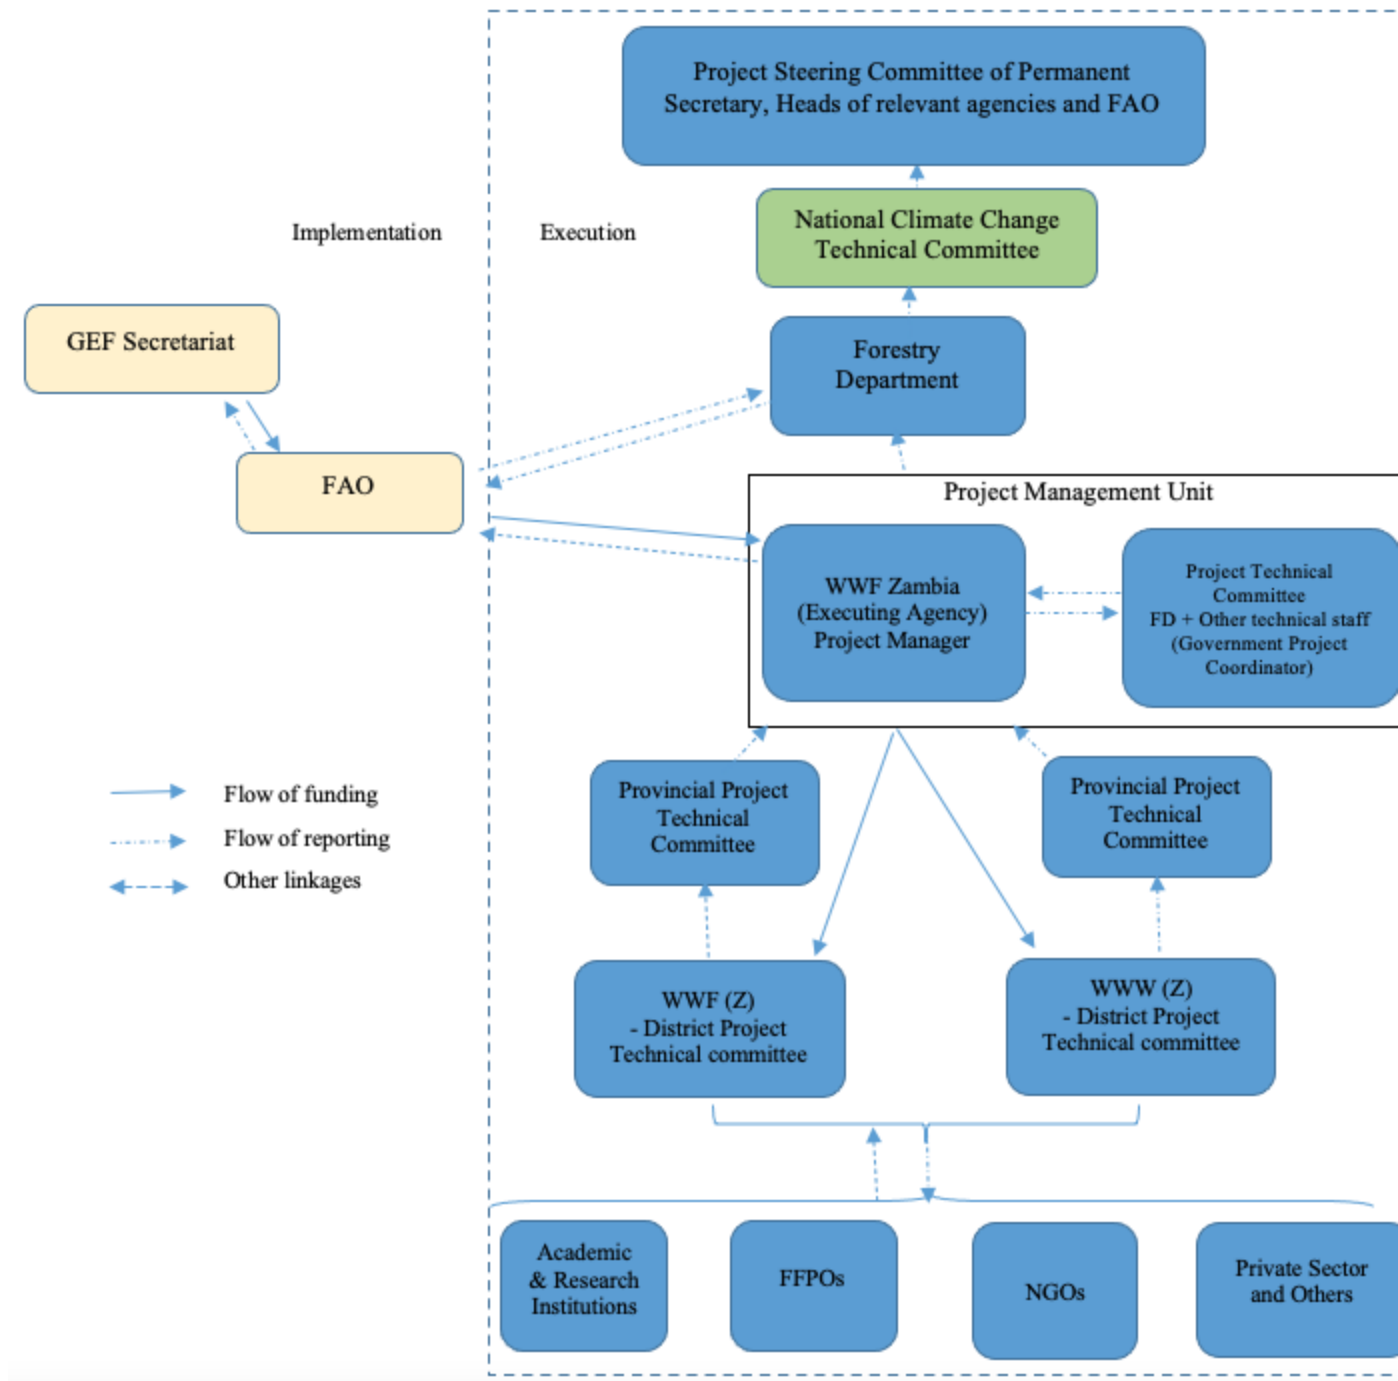 Project Steering Committee of Permanent
Secretary, Heads of relevant agencies and FAO
National Climate Change
Technical Committee
Implementation
Execution
GEF Secretariat
Forestry
Department
FAO
Project Management Unit
WWF Zambia
(Executing Agency)
Project Manager
Project Technical
Committee
FD + Other technical staff
(Government Project
Coordinator)
Flow of funding
Flow of reporting
Other linkages
Provincial Project
Technical
Committee
Provincial Project
Technical
Committee
WWF (Z)
- District Project
Technical committee
WWW (Z)
- District Project
Technical committee
Academic
& Research
Institutions
FFPOs
NGOs
Private Sector
and Others